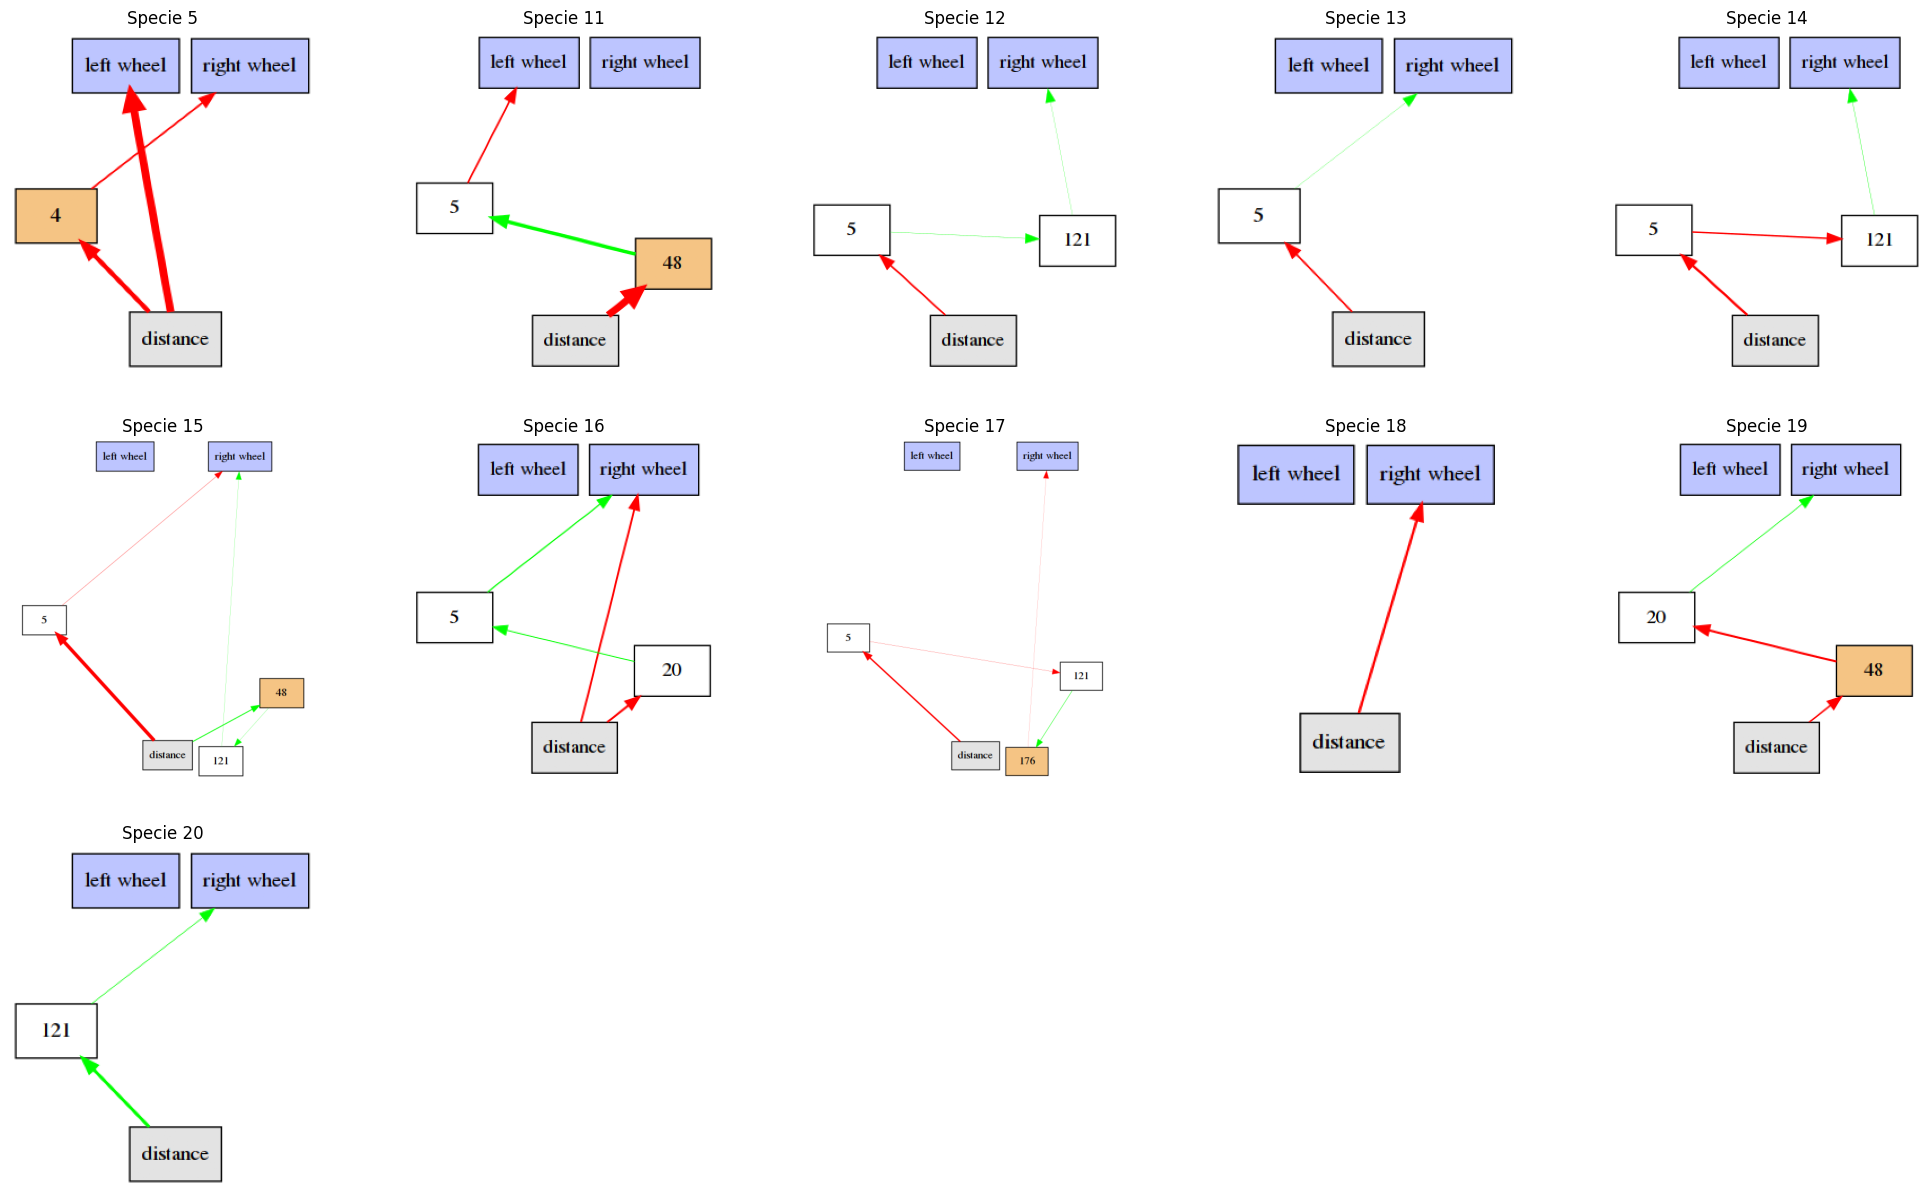 Specie 5
left wheel
right wheel
4
distance
Specie 11
left wheel
right wheel
5
48
distance
Specie 12
left wheel
right wheel
5
121
distance
Specie 13
left wheel
right wheel
5
distance
Specie 14
left wheel
right wheel
5
121
distance
Specie 15
left wheel
right wheel
5
48
distance
121
Specie 16
left wheel
right wheel
5
20
distance
Specie 17
left wheel
right wheel
5
121
distance
176
Specie 18
left wheel
right wheel
distance
Specie 19
left wheel
right wheel
20
48
distance
Specie 20
left wheel
right wheel
121
distance